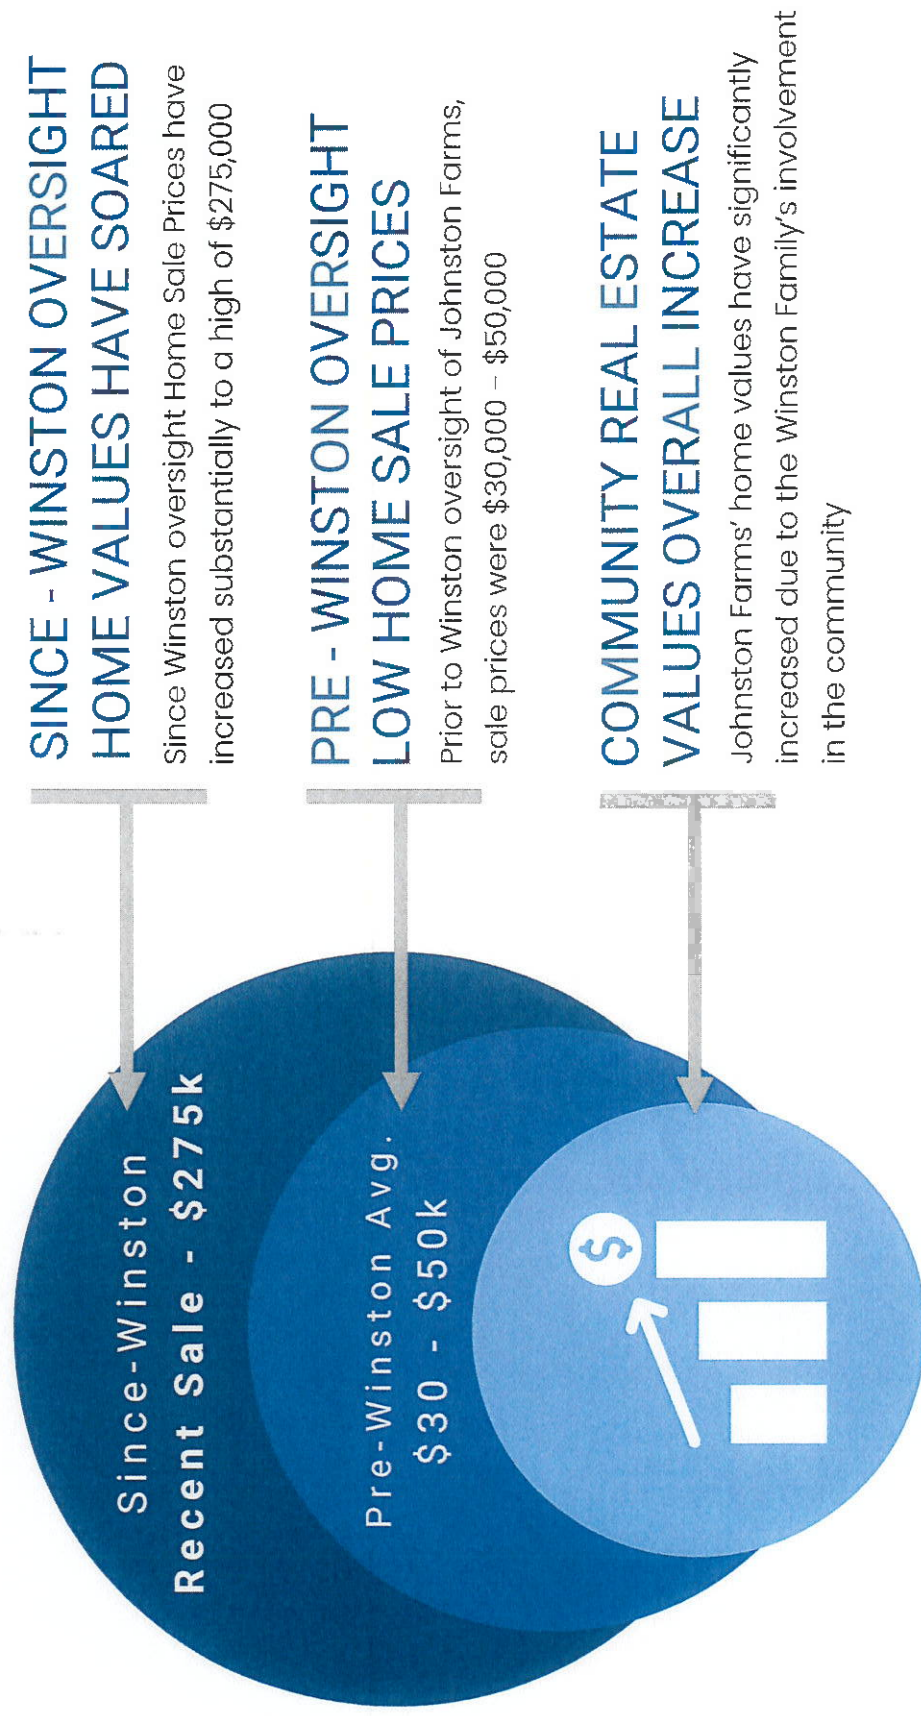 Since-Winston
Recent Sale - $275k
Pre-Winston Avg.
$30 - $50k
$
SINCE - WINSTON OVERSIGHT
HOME VALUES HAVE SOARED
Since Winston oversight Home Sale Prices have
increased substantially to a high of $275,000
PRE - WINSTON OVERSIGHT
LOW HOME SALE PRICES
Prior to Winston oversight of Johnston Farms,
sale prices were $30,000 – $50,000
COMMUNITY REAL ESTATE
VALUES OVERALL INCREASE
Johnston Farms' home values have significantly
increased due to the Winston Family's involvement
in the community